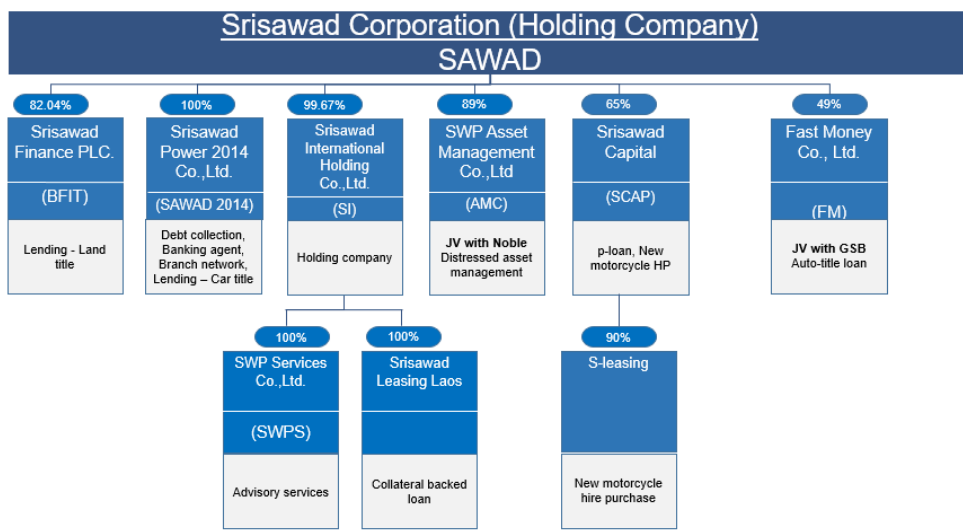 Srisawad Corporation (Holding Company)
SAWAD
82.04%
Srisawad
Finance PLC.
(BFIT)
Lending - Land
title
100%
Srisawad
Power 2014
Co.,Ltd.
(SAWAD 2014)
Debt collection,
Banking agent,
Branch network,
Lending – Car title
99.67%
Srisawad
International
Holding
Co.,Ltd.
(SI)
Holding company
89%
SWP Asset
Management
Co.,Ltd
(AMC)
JV with Noble
Distressed asset
management
65%
Srisawad
Capital
(SCAP)
p-loan, New
motorcycle HP
49%
Fast Money
Co., Ltd.
(FM)
JV with GSB
Auto-title loan
100%
SWP Services
Co.,Ltd.
(SWPS)
Advisory services
100%
Srisawad
Leasing Laos
Collateral backed
loan
90%
S-leasing
New motorcycle
hire purchase